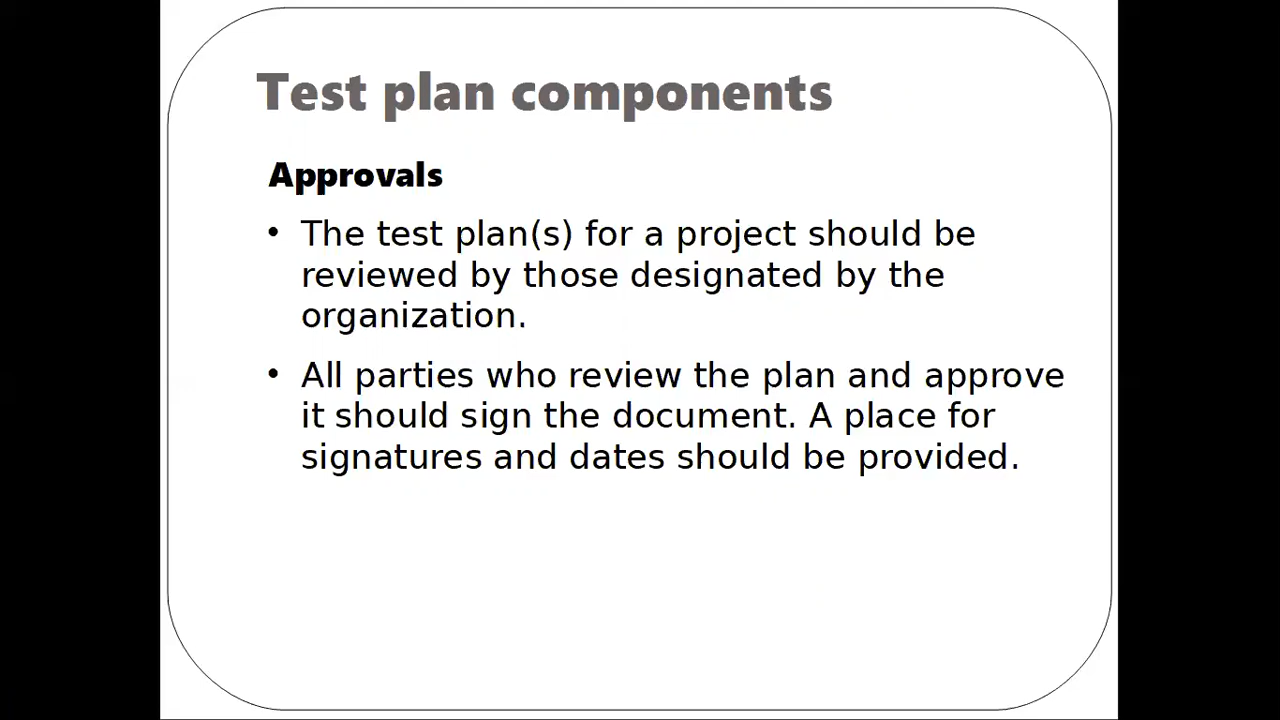 Test plan components
Approvals
• The test plan(s) for a project should be
reviewed by those designated by the
organization.
• All parties who review the plan and approve
it should sign the document. A place for
signatures and dates should be provided.